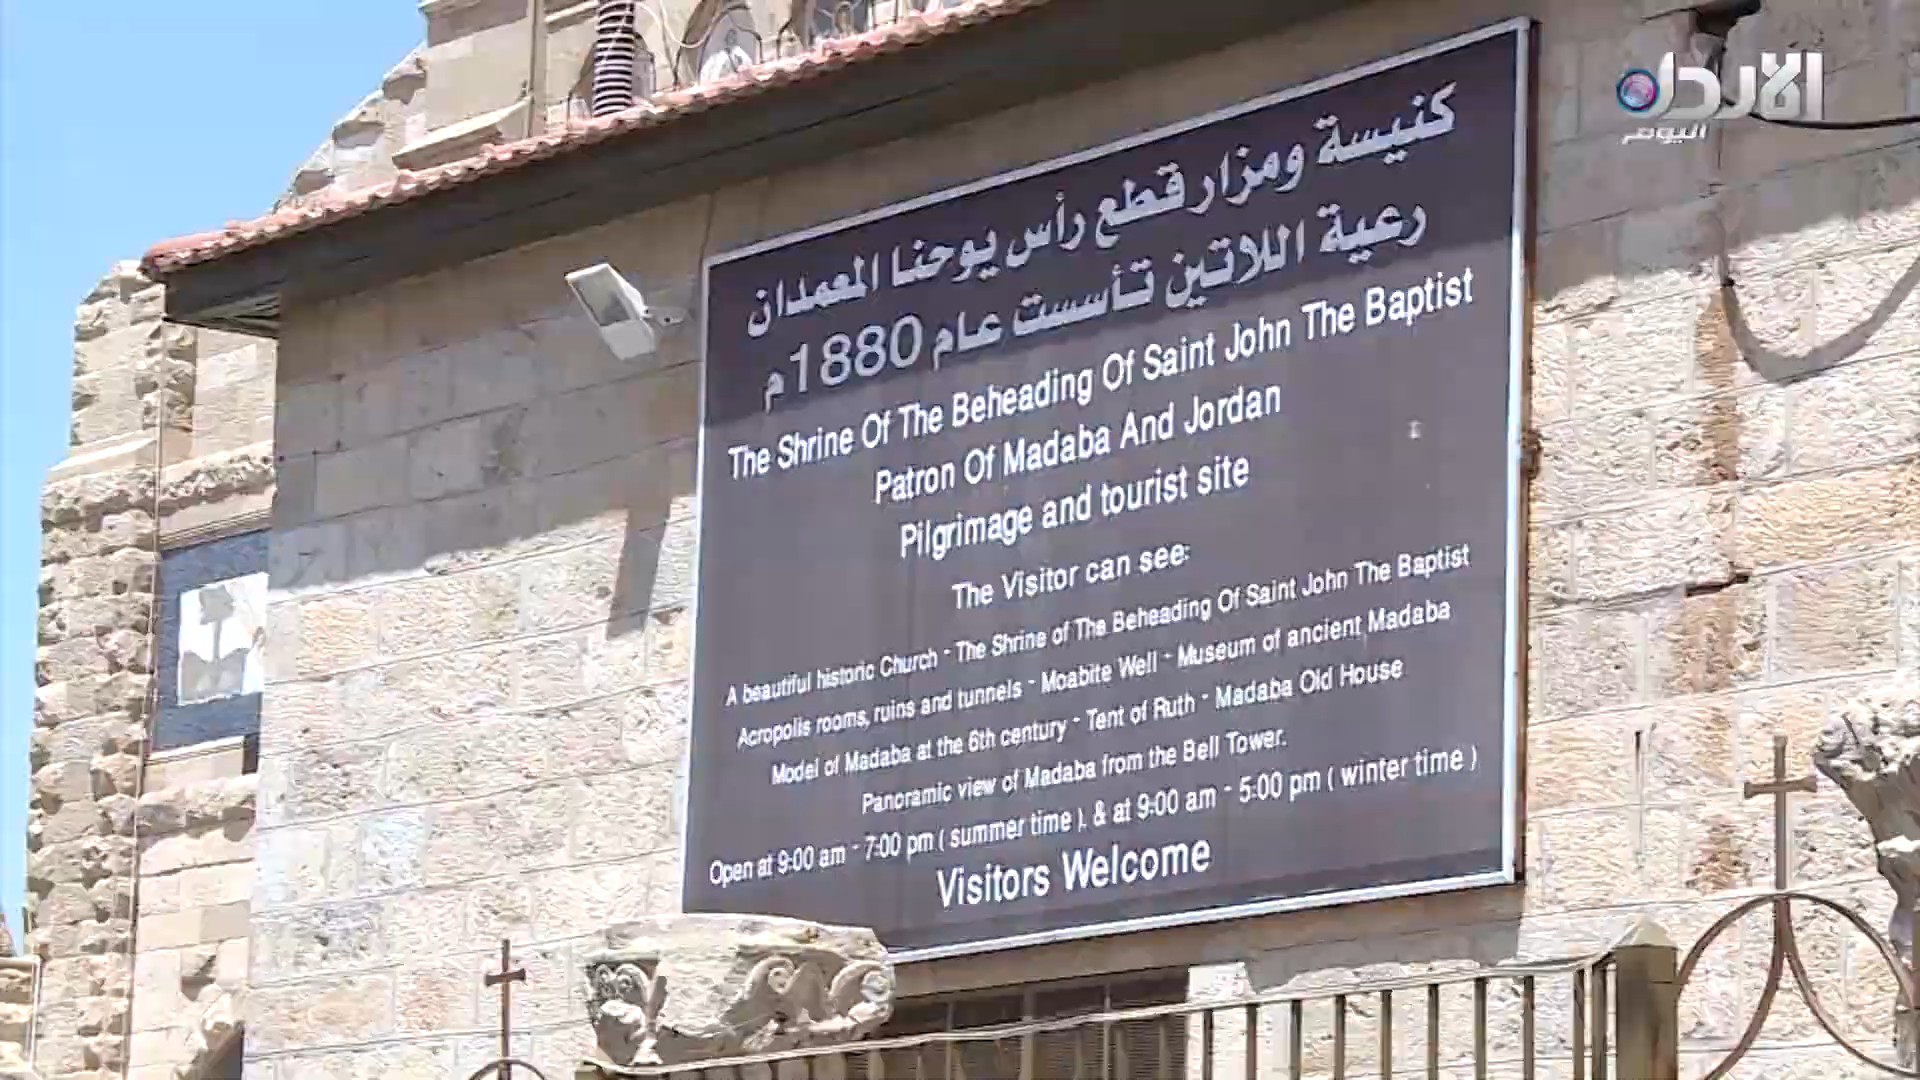 الاردن
اليوم
كنيسة ومزار قطع رأس يوحنا المعمدان
رعية اللاتين تأسست عام 1880 م
The Shrine Of The Beheading Of Saint John The Baptist
Patron Of Madaba And Jordan
Pilgrimage and tourist site
The Visitor can see:
A beautiful historic Church - The Shrine of The Beheading Of Saint John The Baptist
Acropolis rooms, ruins and tunnels - Moabite Well - Museum of ancient Madaba
Model of Madaba at the 6th century - Tent of Ruth - Madaba Old House
Panoramic view of Madaba from the Bell Tower.
Open at 9:00 am - 7:00 pm ( summer time ), & at 9:00 am - 5:00 pm ( winter time )
Visitors Welcome